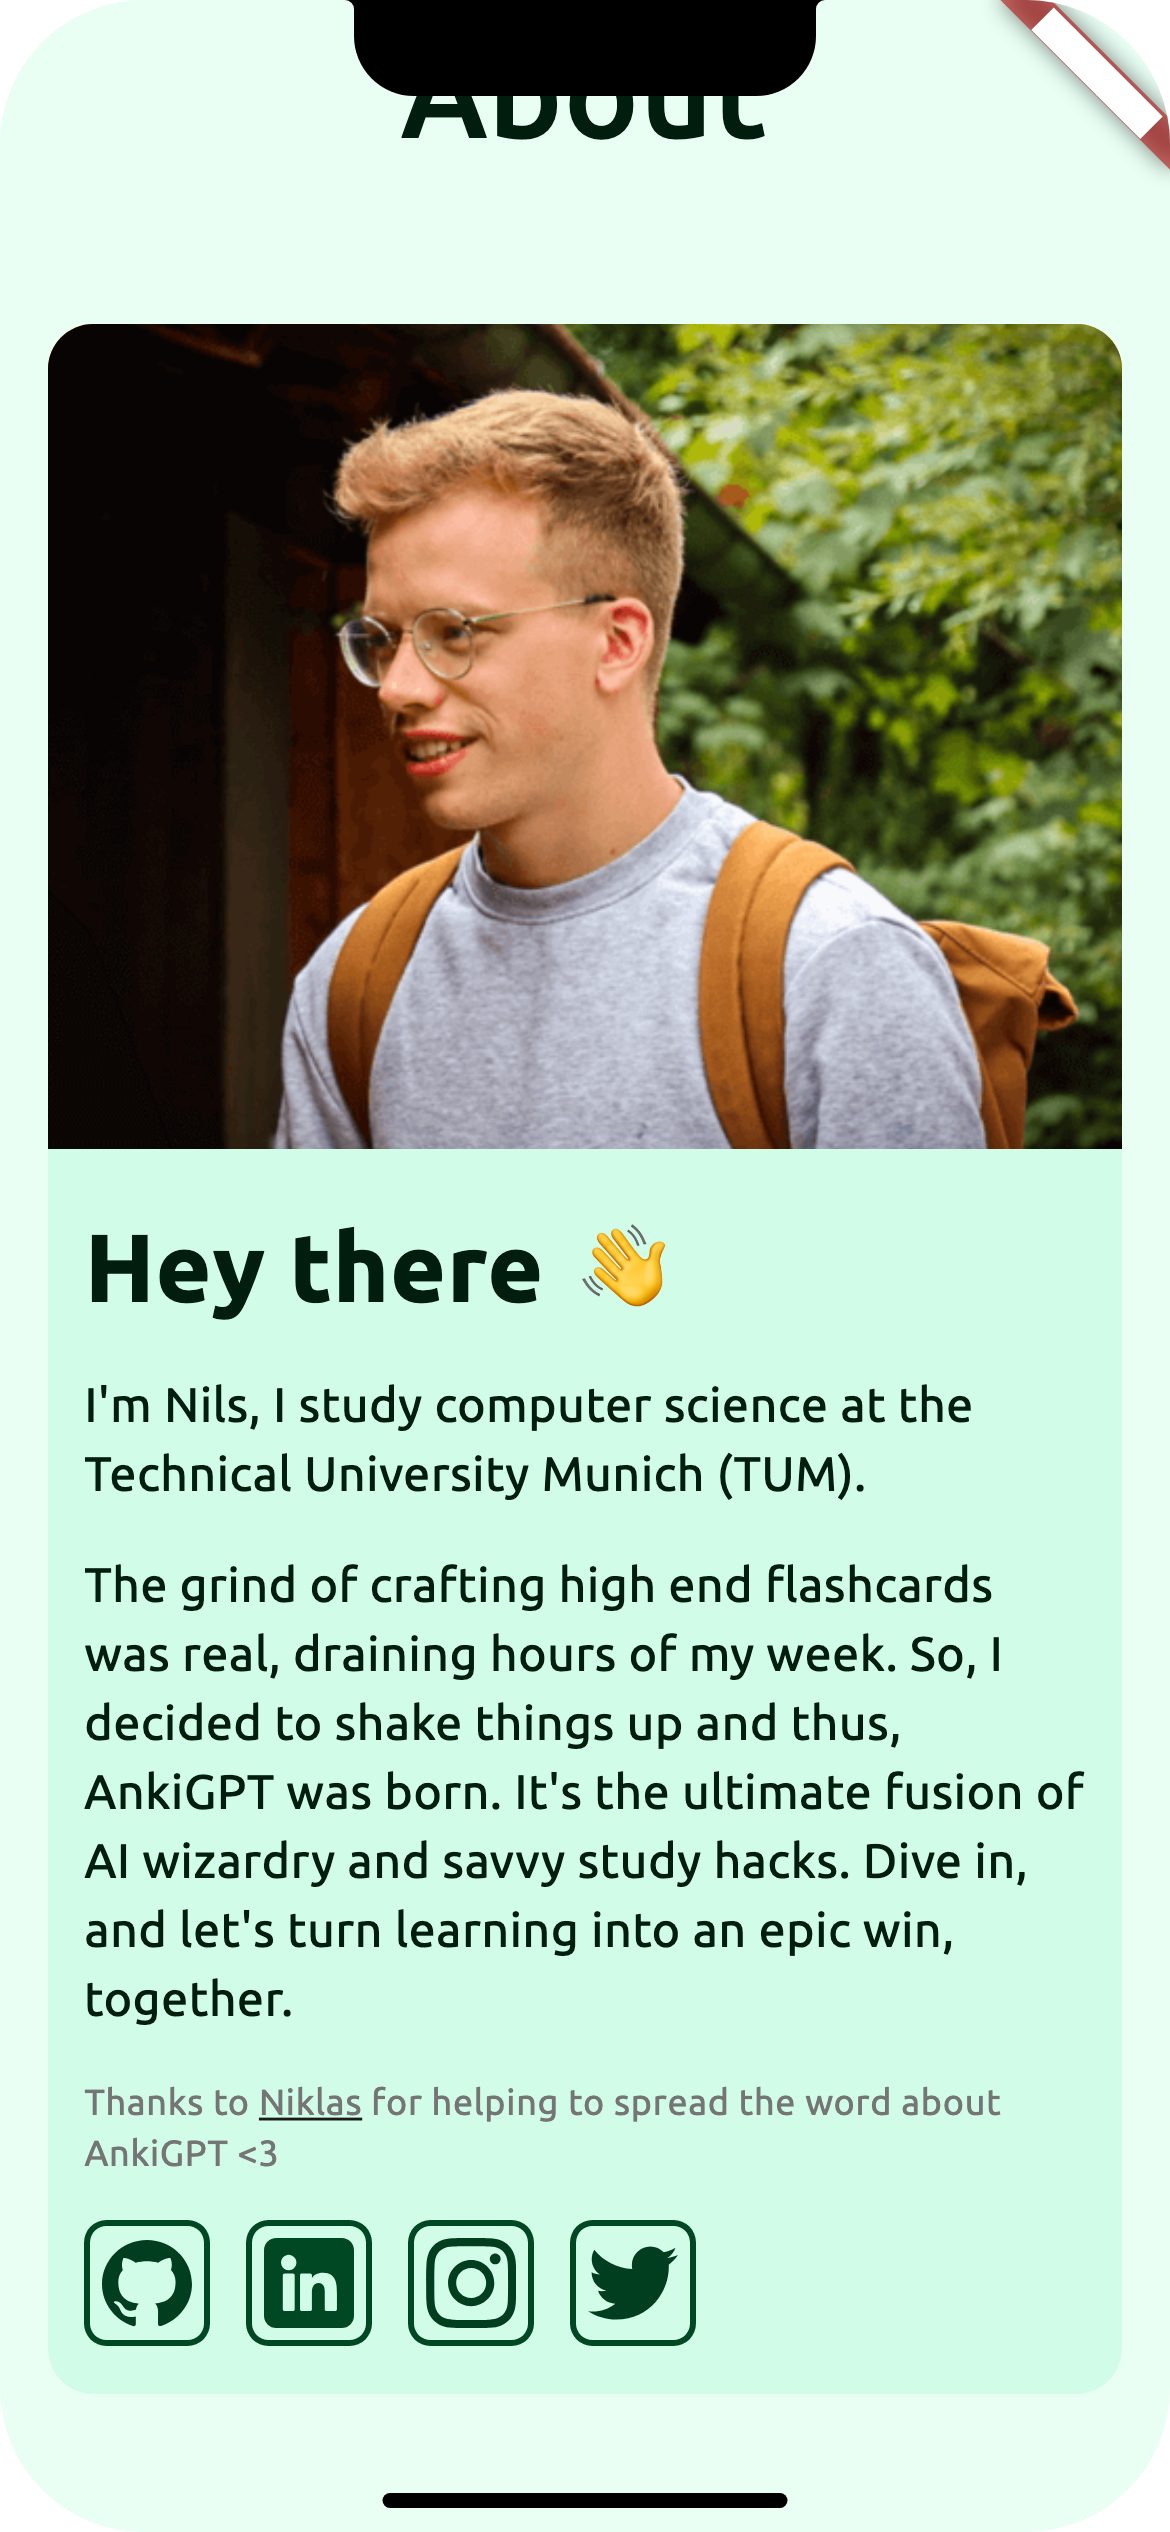 About
Hey there 👋
I'm Nils, I study computer science at the
Technical University Munich (TUM).
The grind of crafting high end flashcards
was real, draining hours of my week. So, I
decided to shake things up and thus,
AnkiGPT was born. It's the ultimate fusion of
AI wizardry and savvy study hacks. Dive in,
and let's turn learning into an epic win,
together.
Thanks to Niklas for helping to spread the word about
AnkiGPT <3
in